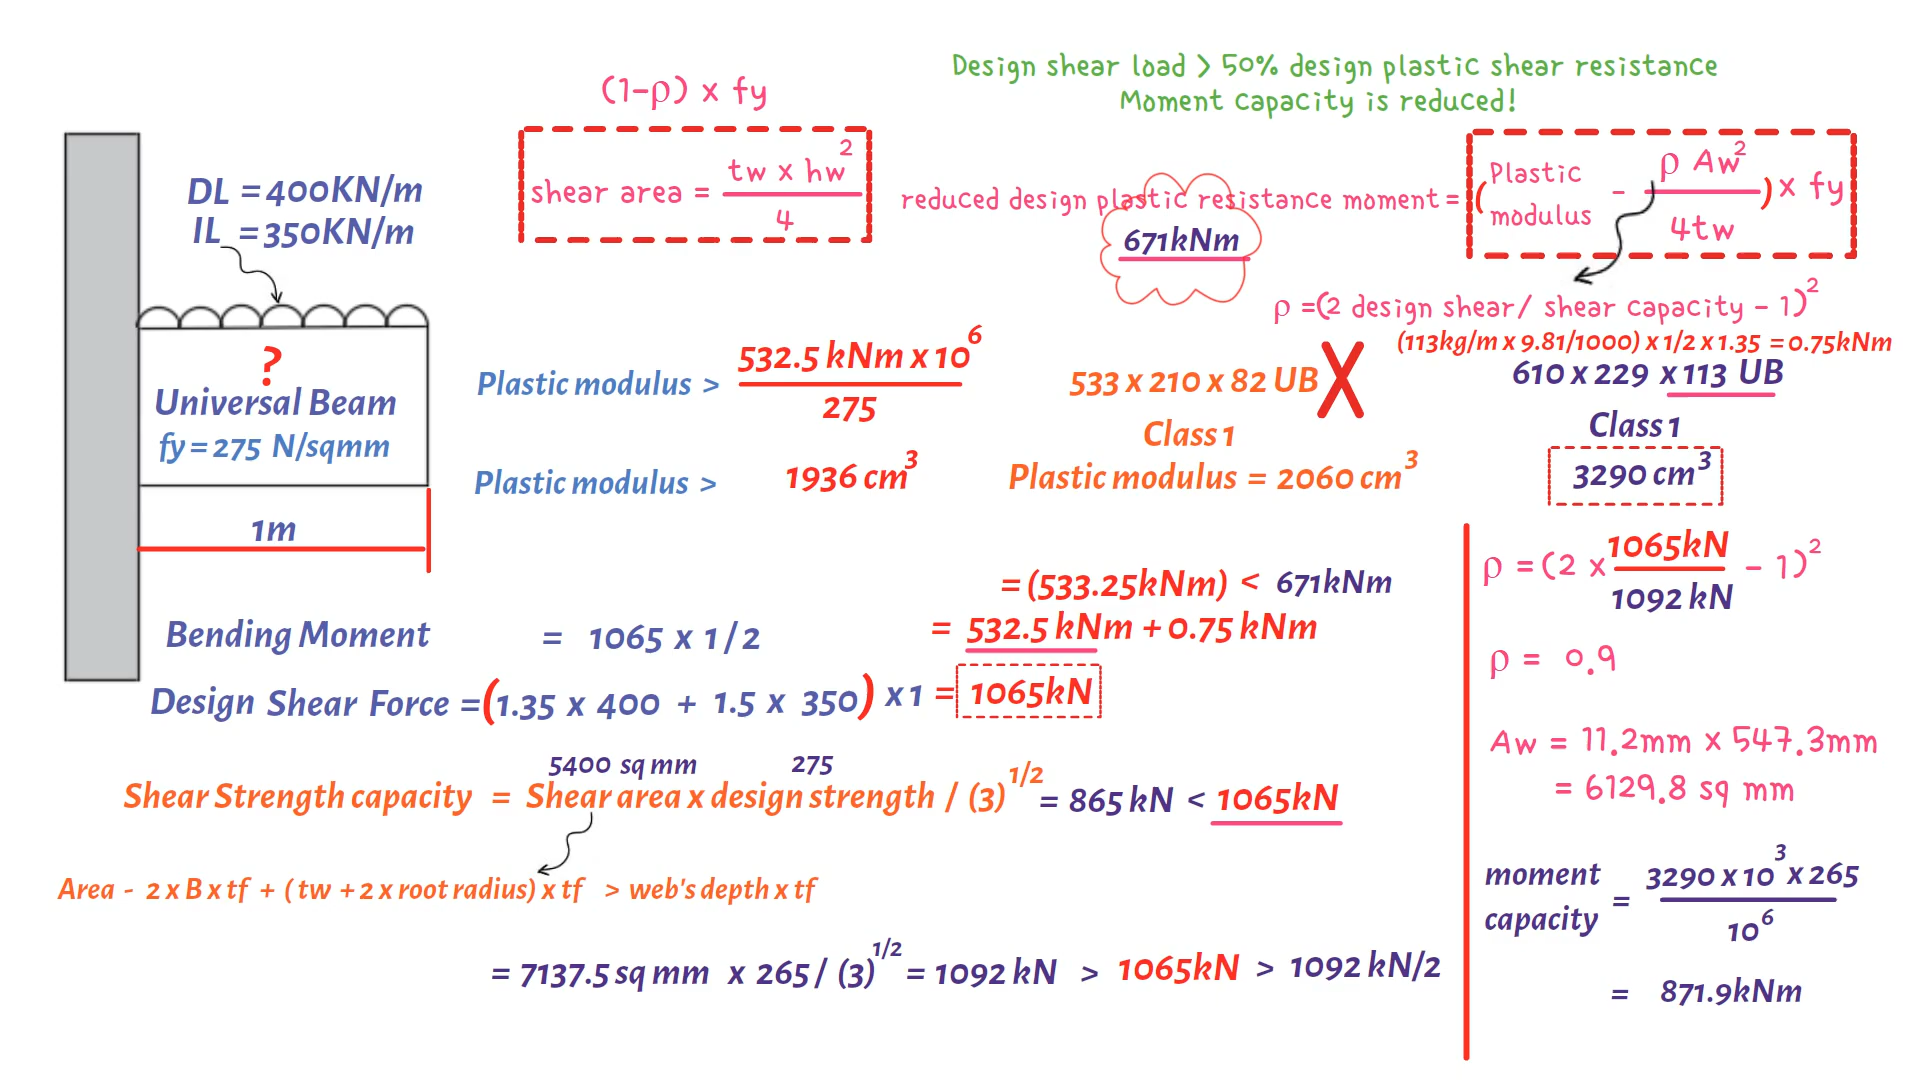 Design shear load > 50% design plastic shear resistance
Moment capacity is reduced!
(1-ρ) x fy
shear area = tw x hw² / 4
reduced design plastic resistance moment = (Plastic modulus - ρ Aw² / 4tw) x fy
671kNm
DL = 400KN/m
IL = 350KN/m
ρ =(2 design shear/ shear capacity - 1)²
(113kg/m x 9.81/1000) x 1/2 x 1.35 = 0.75kNm
?
Universal Beam
fy = 275 N/sqmm
1m
Plastic modulus > 532.5 kNm x 10⁶ / 275
Plastic modulus > 1936 cm³
533 x 210 x 82 UB X
Class 1
Plastic modulus = 2060 cm³
610 x 229 x 113 UB
Class 1
3290 cm³
= (533.25kNm) < 671kNm
Bending Moment = 1065 x 1/2 = 532.5 kNm + 0.75 kNm
Design Shear Force = (1.35 x 400 + 1.5 x 350) x 1 = 1065kN
5400 sq mm 275
Shear Strength capacity = Shear area x design strength / (3)^1/2 = 865 kN < 1065kN
Area - 2 x B x tf + ( tw + 2 x root radius) x tf > web's depth x tf
= 7137.5 sq mm x 265 / (3)^1/2 = 1092 kN > 1065kN > 1092 kN/2
ρ = (2 x 1065kN / 1092 kN - 1)²
ρ = 0.9
Aw = 11.2mm x 547.3mm
= 6129.8 sq mm
moment capacity = 3290 x 10³ x 265 / 10⁶
= 871.9kNm